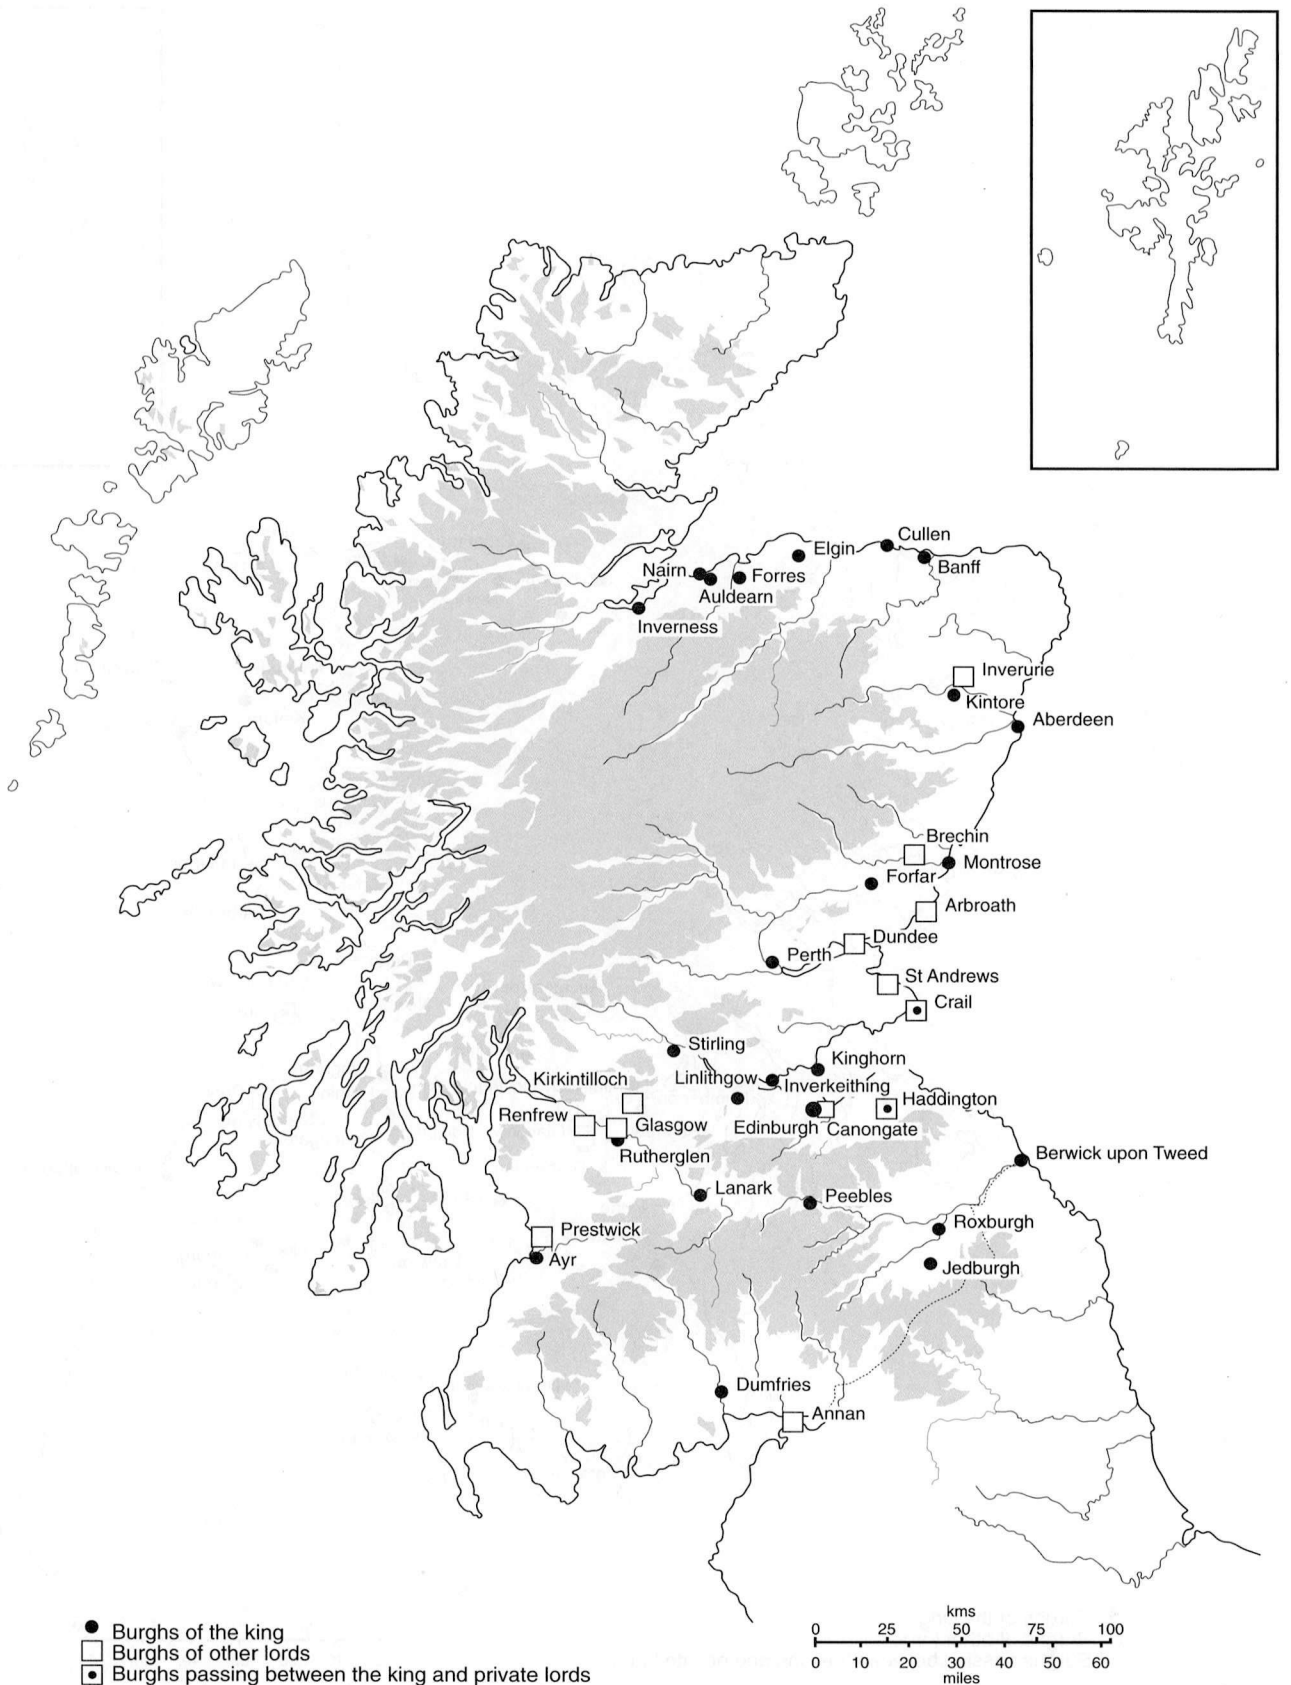 Cullen
Elgin
Banff
Nairn
Forres
Auldearn
Inverness
Inverurie
Kintore
Aberdeen
Brechin
Montrose
Forfar
Arbroath
Dundee
Perth
St Andrews
Crail
Stirling
Kinghorn
Kirkintilloch
Linlithgow
Inverkeithing
Renfrew
Glasgow
Haddington
Edinburgh
Canongate
Rutherglen
Berwick upon Tweed
Lanark
Peebles
Prestwick
Roxburgh
Ayr
Jedburgh
Dumfries
Annan
Burghs of the king
Burghs of other lords
Burghs passing between the king and private lords
kms
0 25 50 75 100
0 10 20 30 40 50 60
miles